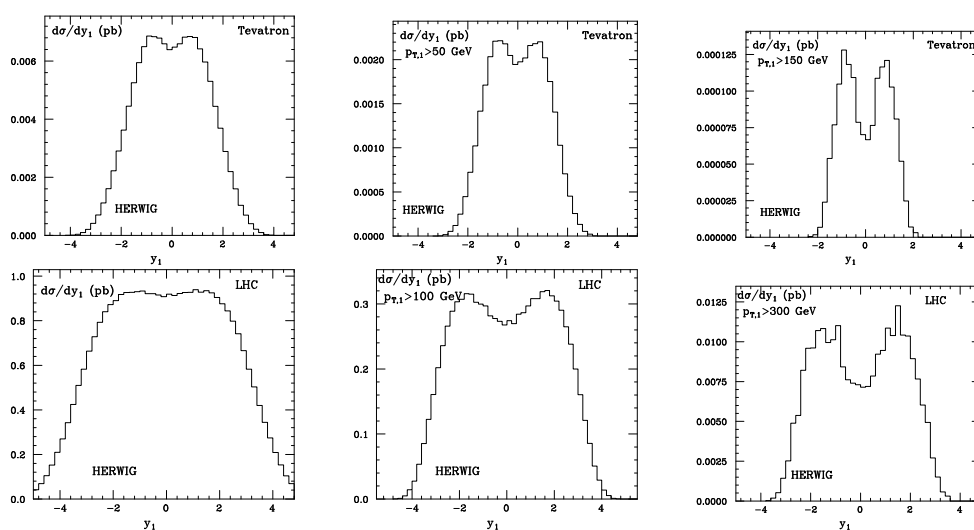 dσ/dy₁ (pb) Tevatron
0.006
0.004
0.002
0.000
HERWIG
−4 −2 0 2 4
y₁
dσ/dy₁ (pb) Tevatron
p_T,1>50 GeV
0.0020
0.0015
0.0010
0.0005
0.0000
HERWIG
−4 −2 0 2 4
y₁
dσ/dy₁ (pb) Tevatron
p_T,1>150 GeV
0.000125
0.000100
0.000075
0.000050
0.000025
0.000000
HERWIG
−4 −2 0 2 4
y₁
dσ/dy₁ (pb) LHC
1.0
0.8
0.6
0.4
0.2
0.0
HERWIG
−4 −2 0 2 4
y₁
dσ/dy₁ (pb) LHC
p_T,1>100 GeV
0.3
0.2
0.1
0.0
HERWIG
−4 −2 0 2 4
y₁
dσ/dy₁ (pb) LHC
p_T,1>300 GeV
0.0125
0.0100
0.0075
0.0050
0.0025
0.0000
HERWIG
−4 −2 0 2 4
y₁